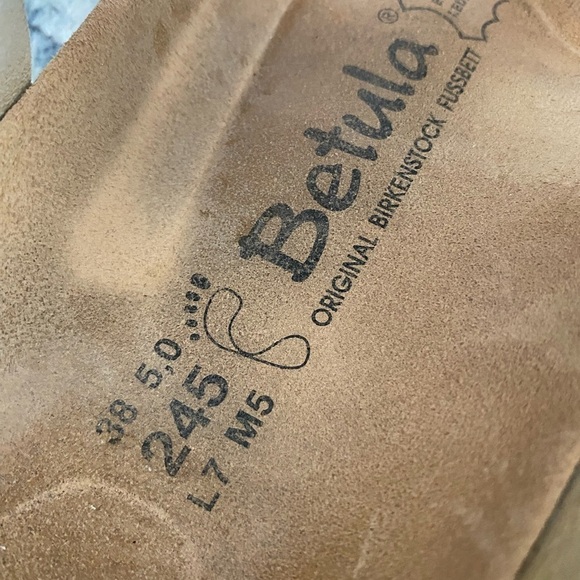 Betula®
ORIGINAL BIRKENSTOCK FUSSBETT
38 5,0
245
L7 M5